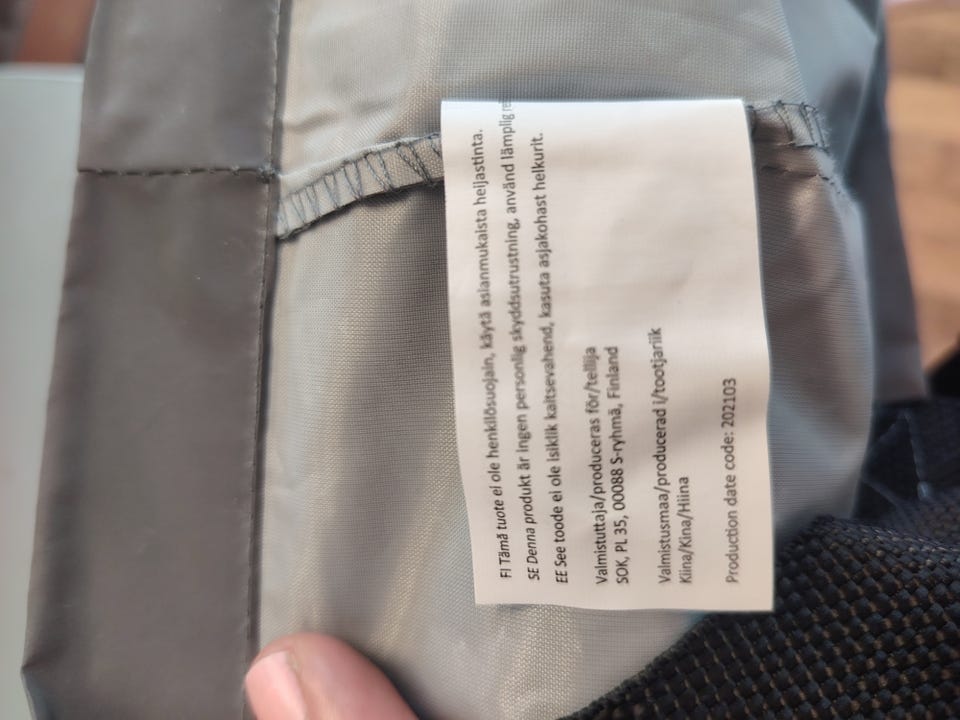 FI Tämä tuote ei ole henkilösuojain, käytä asianmukaista heijastinta.
SE Denna produkt är ingen personlig skyddsutrustning, använd lämplig
EE See toode ei ole isiklik kaitsevahend, kasuta asjakohast helkurit.
Valmistuttaja/produceras för/tellija
SOK, PL 35, 00088 S-ryhmä, Finland
Valmistusmaa/producerad i/tootjariik
Kiina/Kina/Hiina
Production date code: 202103